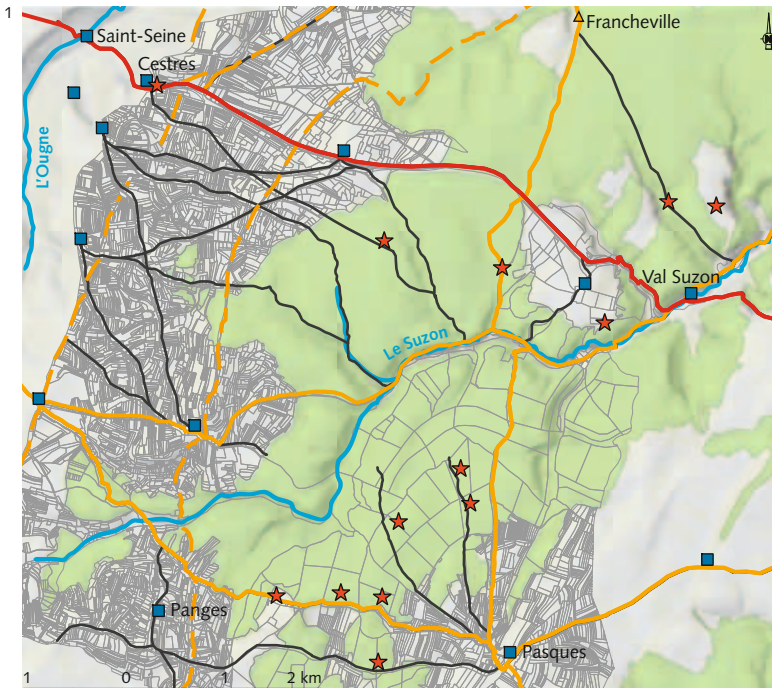 1
Francheville
Saint-Seine
N
Cestres
L'Ougne
Val Suzon
Le Suzon
Panges
Pasques
1 0 1 2 km